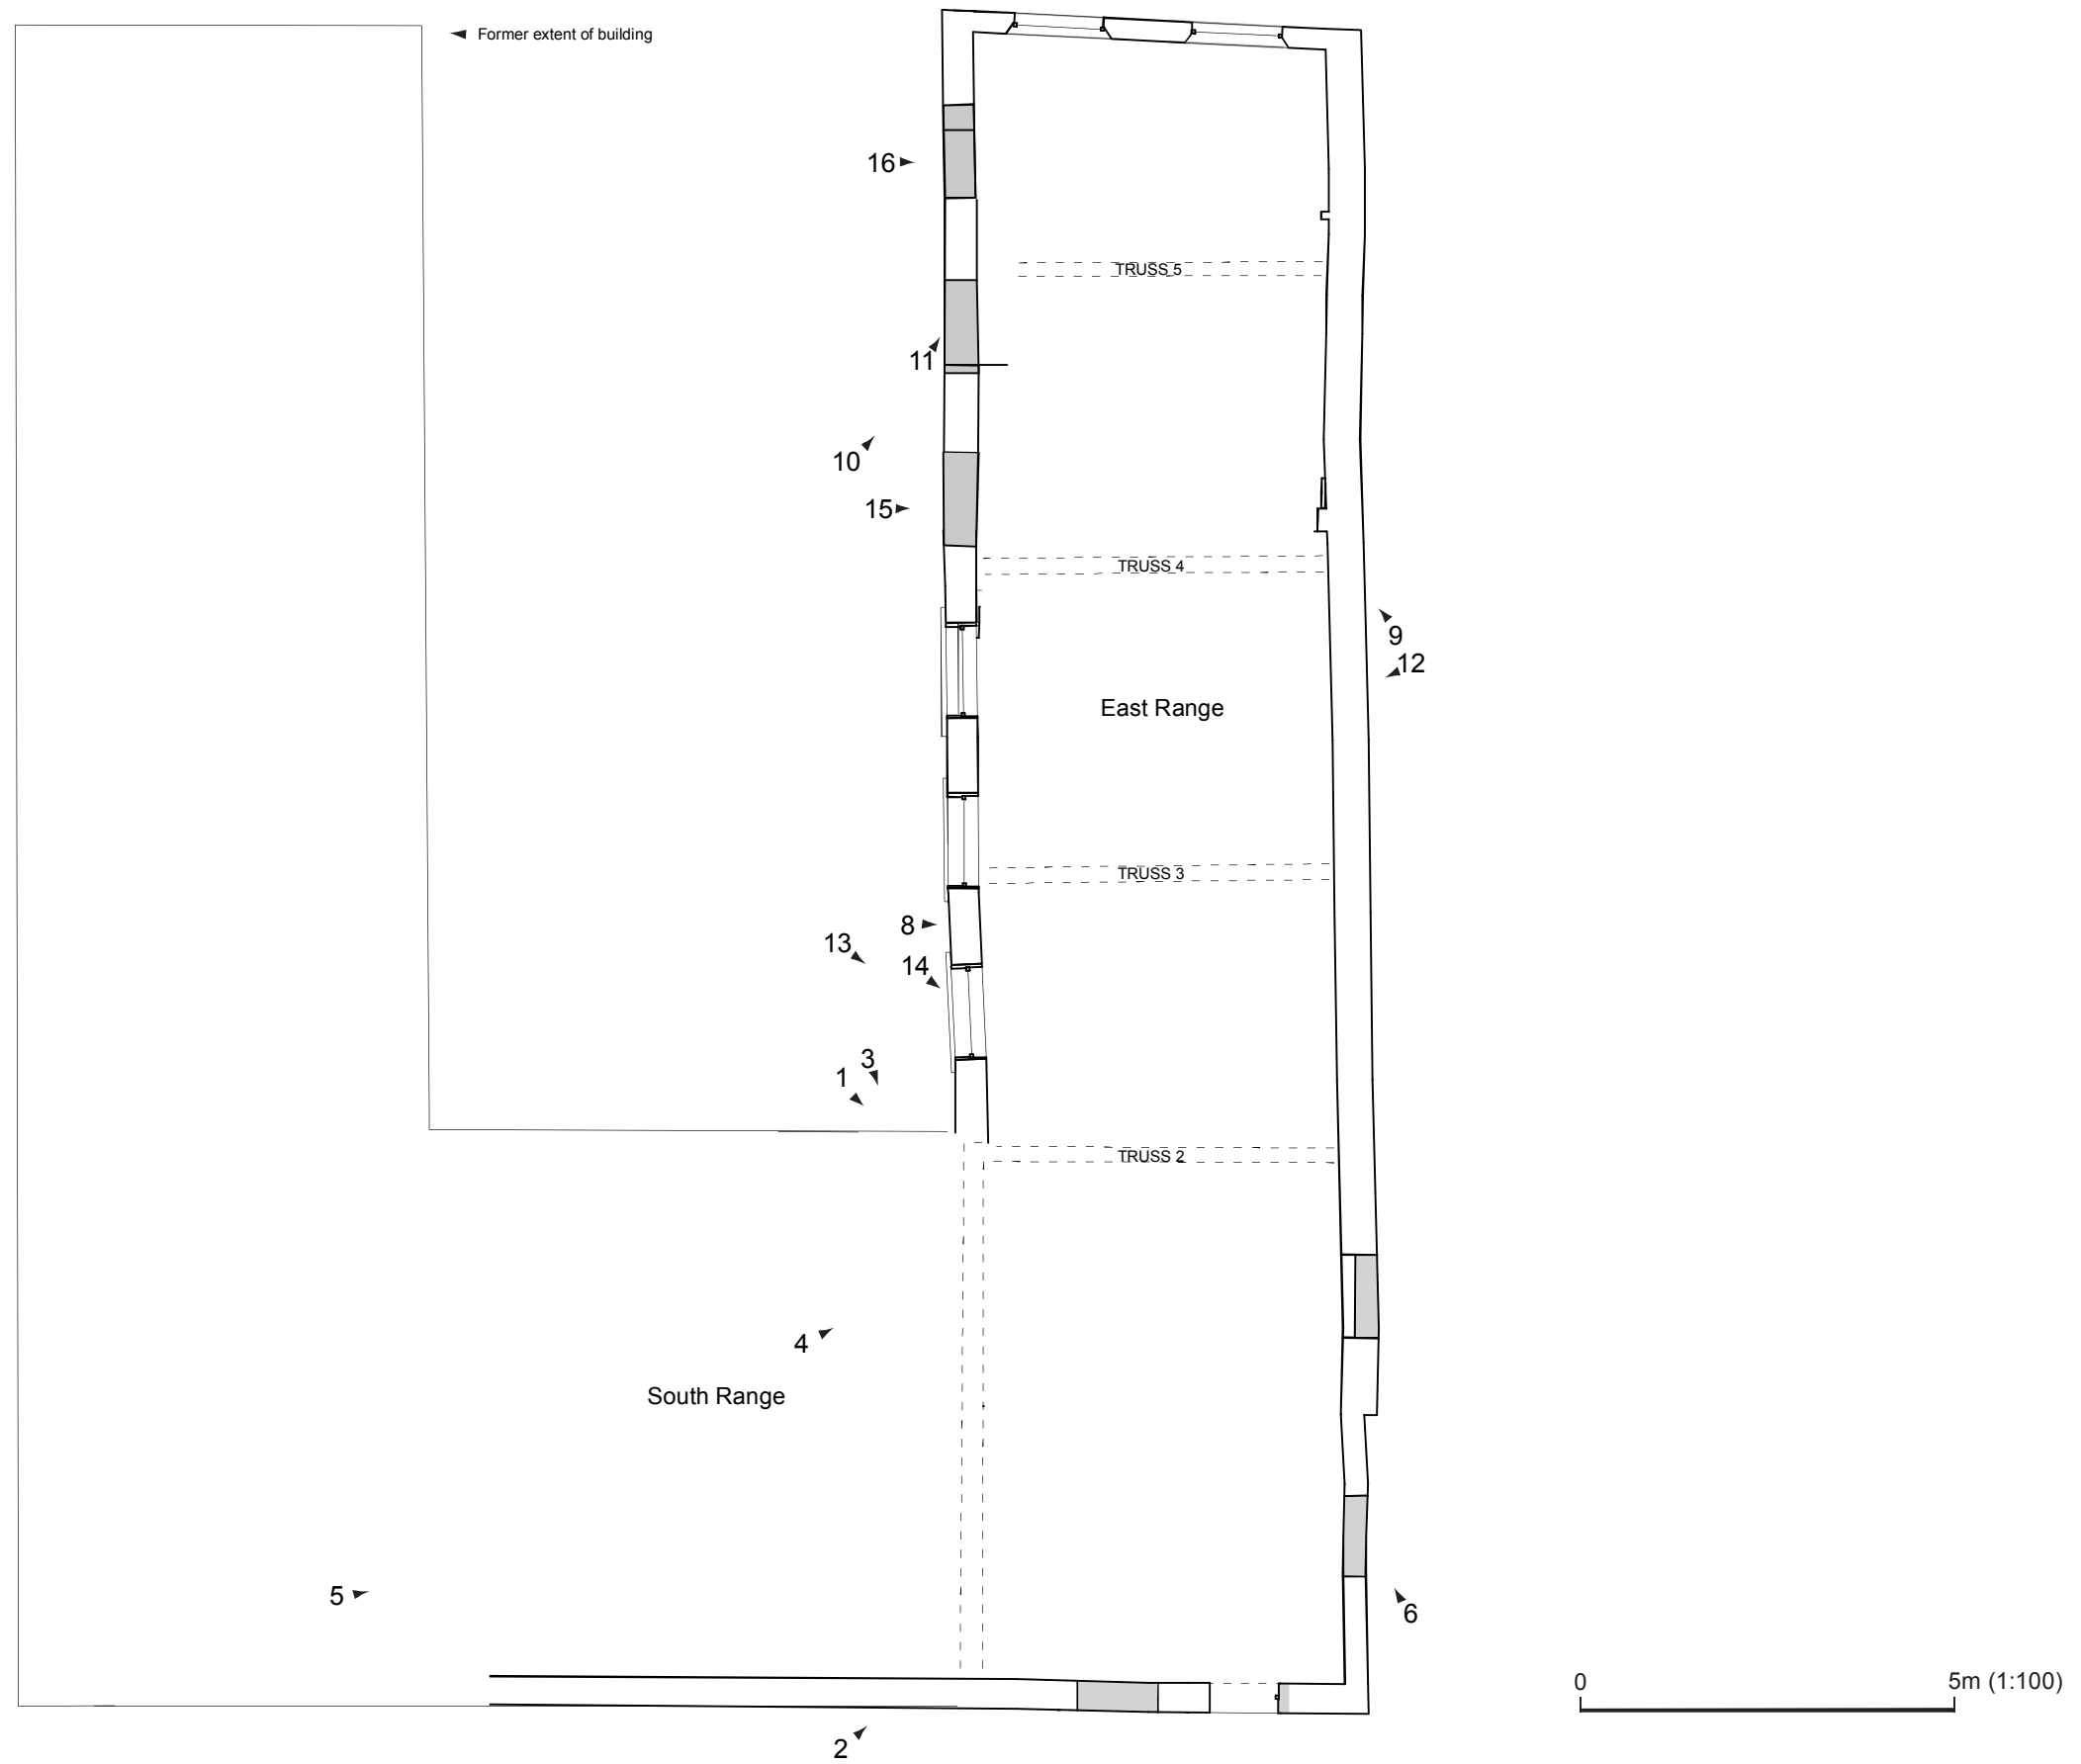 Former extent of building
16
TRUSS 5
11
10
15
TRUSS 4
9
12
East Range
TRUSS 3
8
13
14
3
1
TRUSS 2
4
South Range
5
6
0 5m (1:100)
2